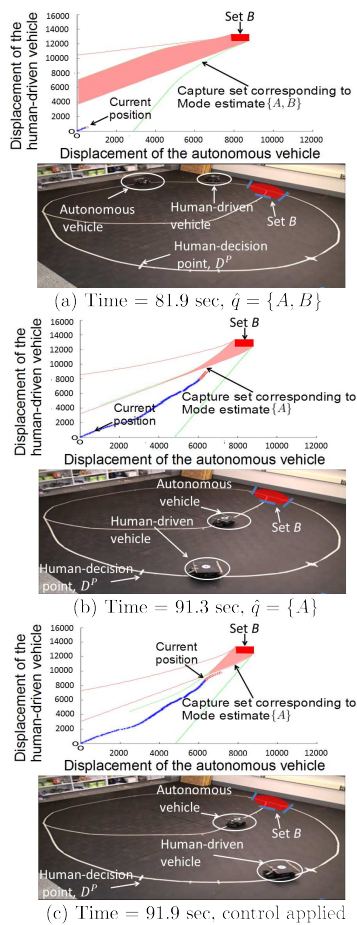 Displacement of the
human-driven vehicle
16000
14000
12000
10000
8000
6000
4000
2000
O
Set B
Capture set corresponding to
Mode estimate{A, B}
Current
position
2000 4000 6000 8000 10000 12000
Displacement of the autonomous vehicle
Autonomous
vehicle
Human-driven
vehicle
Set B
Human-decision
point, D^P
(a) Time = 81.9 sec, q̂ = {A, B}
Displacement of the
human-driven vehicle
16000
14000
12000
10000
8000
6000
4000
2000
O
Set B
Capture set corresponding to
Mode estimate{A}
Current
position
0 2000 4000 6000 8000 10000 12000
Displacement of the autonomous vehicle
Autonomous
vehicle
Human-driven
vehicle
Set B
Human-decision
point, D^P
(b) Time = 91.3 sec, q̂ = {A}
Displacement of the
human-driven vehicle
16000
14000
12000
10000
8000
6000
4000
2000
0
Set B
Current
position
Capture set corresponding to
Mode estimate{A}
0 2000 4000 6000 8000 10000 12000
Displacement of the autonomous vehicle
Autonomous
vehicle
Human-driven
vehicle
Set B
Human-decision
point, D^P
(c) Time = 91.9 sec, control applied